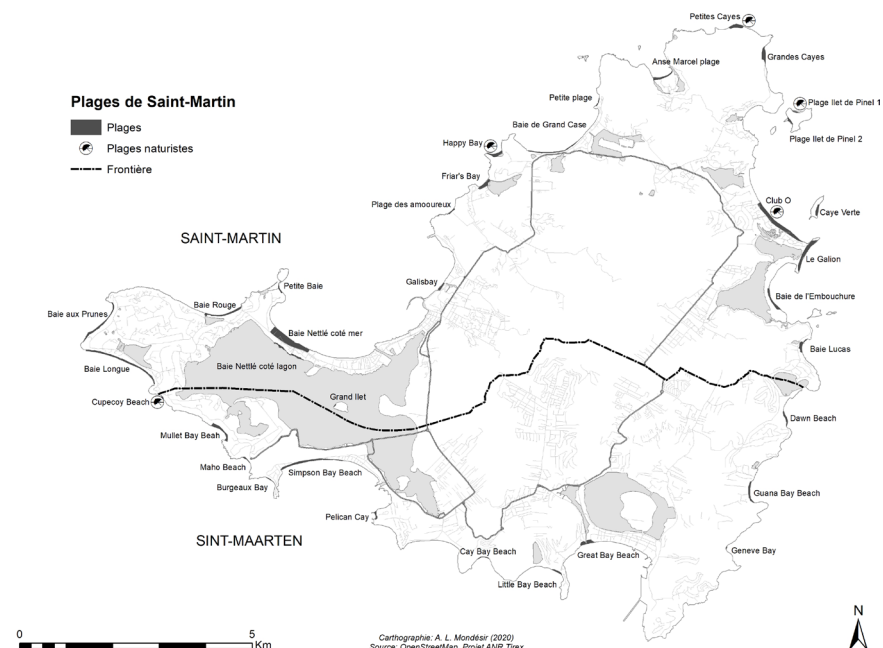 Petites Cayes
Grandes Cayes
Anse Marcel plage
Plages de Saint-Martin
Plages
Plages naturistes
Frontière
Petite plage
Plage Ilet de Pinel 1
Baie de Grand Case
Plage Ilet de Pinel 2
Happy Bay
Friar's Bay
Club O
Plage des amooureux
Caye Verte
SAINT-MARTIN
Le Galion
Galisbay
Petite Baie
Baie de l'Embouchure
Baie Rouge
Baie aux Prunes
Baie Nettlé coté mer
Baie Lucas
Baie Longue
Baie Nettlé coté lagon
Grand Ilet
Cupecoy Beach
Dawn Beach
Mullet Bay Beah
Maho Beach
Simpson Bay Beach
Burgeaux Bay
Guana Bay Beach
Pelican Cay
SINT-MAARTEN
Cay Bay Beach
Great Bay Beach
Geneve Bay
Little Bay Beach
N
0 5
Km
Carthographie: A. L. Mondésir (2020)
Source: OpenStreetMap, Projet ANR Tirex